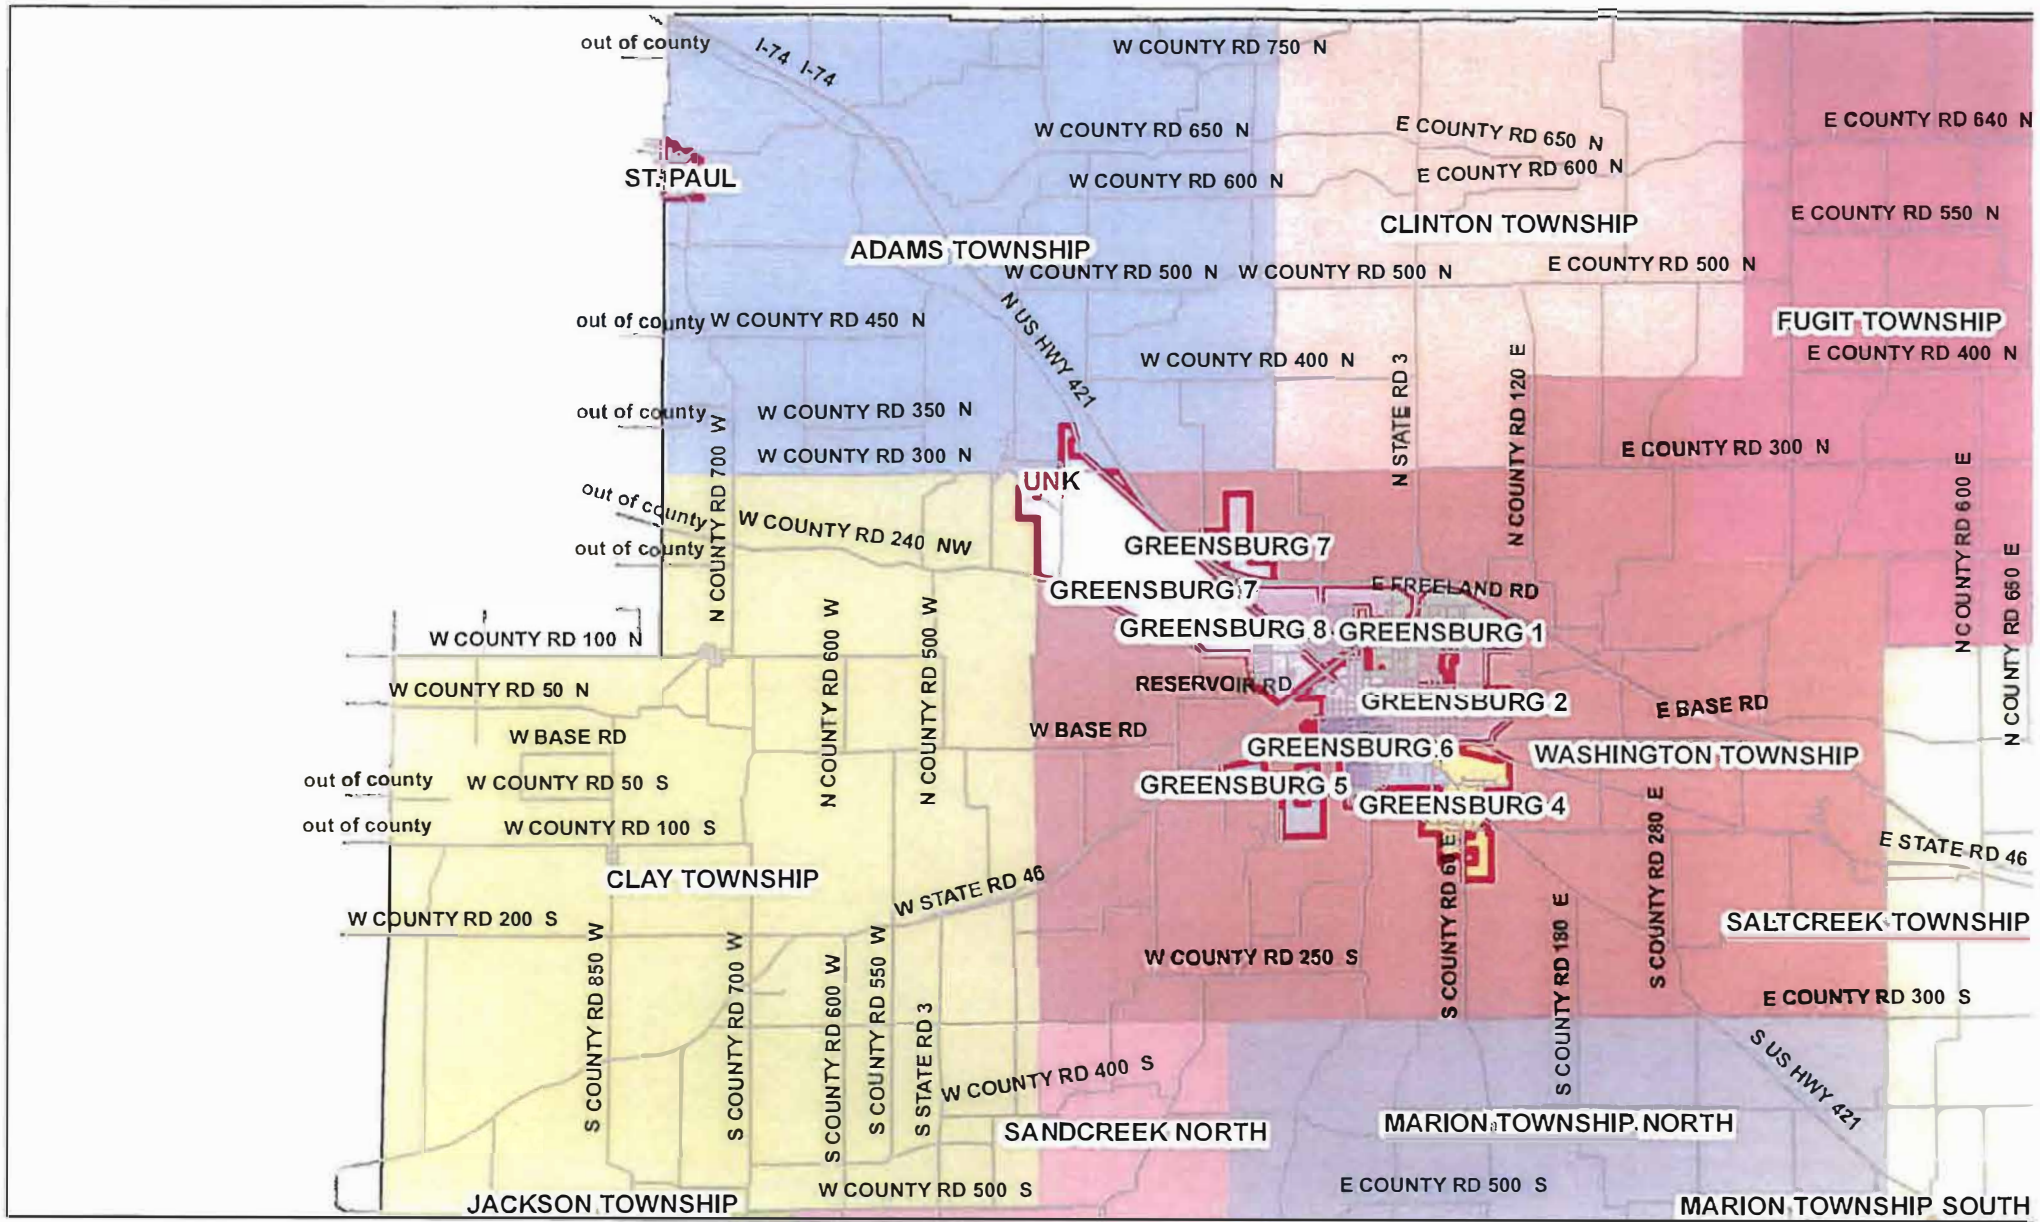 out of county
I-74 I-74
W COUNTY RD 750 N
W COUNTY RD 650 N
E COUNTY RD 650 N
E COUNTY RD 640 N
ST. PAUL
W COUNTY RD 600 N
E COUNTY RD 600 N
E COUNTY RD 550 N
CLINTON TOWNSHIP
ADAMS TOWNSHIP
W COUNTY RD 500 N
W COUNTY RD 500 N
E COUNTY RD 500 N
out of county
W COUNTY RD 450 N
N US HWY 421
FUGIT TOWNSHIP
W COUNTY RD 400 N
E COUNTY RD 400 N
N STATE RD 3
N COUNTY RD 120 E
out of county
W COUNTY RD 350 N
N COUNTY RD 700 W
W COUNTY RD 300 N
E COUNTY RD 300 N
UNK
out of county
W COUNTY RD 240 NW
out of county
N COUNTY RD 600 E
N COUNTY RD 650 E
GREENSBURG 7
GREENSBURG 7
E FREELAND RD
GREENSBURG 8
GREENSBURG 1
W COUNTY RD 100 N
N COUNTY RD 600 W
N COUNTY RD 500 W
W COUNTY RD 50 N
RESERVOIR RD
GREENSBURG 2
E BASE RD
W BASE RD
W BASE RD
GREENSBURG 6
WASHINGTON TOWNSHIP
out of county
W COUNTY RD 50 S
GREENSBURG 5
GREENSBURG 4
out of county
W COUNTY RD 100 S
S COUNTY RD 280 E
E STATE RD 46
CLAY TOWNSHIP
W STATE RD 46
S COUNTY RD 60 E
W COUNTY RD 200 S
SALTCREEK TOWNSHIP
S COUNTY RD 850 W
S COUNTY RD 700 W
S COUNTY RD 600 W
S COUNTY RD 550 W
S STATE RD 3
W COUNTY RD 250 S
S COUNTY RD 180 E
E COUNTY RD 300 S
S US HWY 421
W COUNTY RD 400 S
SANDCREEK NORTH
MARION TOWNSHIP NORTH
JACKSON TOWNSHIP
W COUNTY RD 500 S
E COUNTY RD 500 S
MARION TOWNSHIP SOUTH